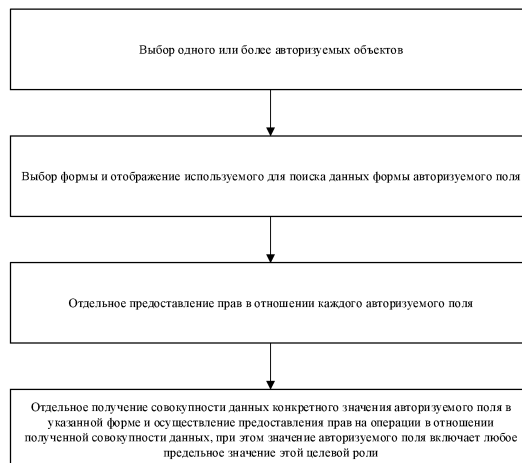 Выбор одного или более авторизуемых объектов
Выбор формы и отображение используемого для поиска данных формы авторизуемого поля
Отдельное предоставление прав в отношении каждого авторизуемого поля
Отдельное получение совокупности данных конкретного значения авторизуемого поля в
указанной форме и осуществление предоставления прав на операции в отношении
полученной совокупности данных, при этом значение авторизуемого поля включает любое
предельное значение этой целевой роли